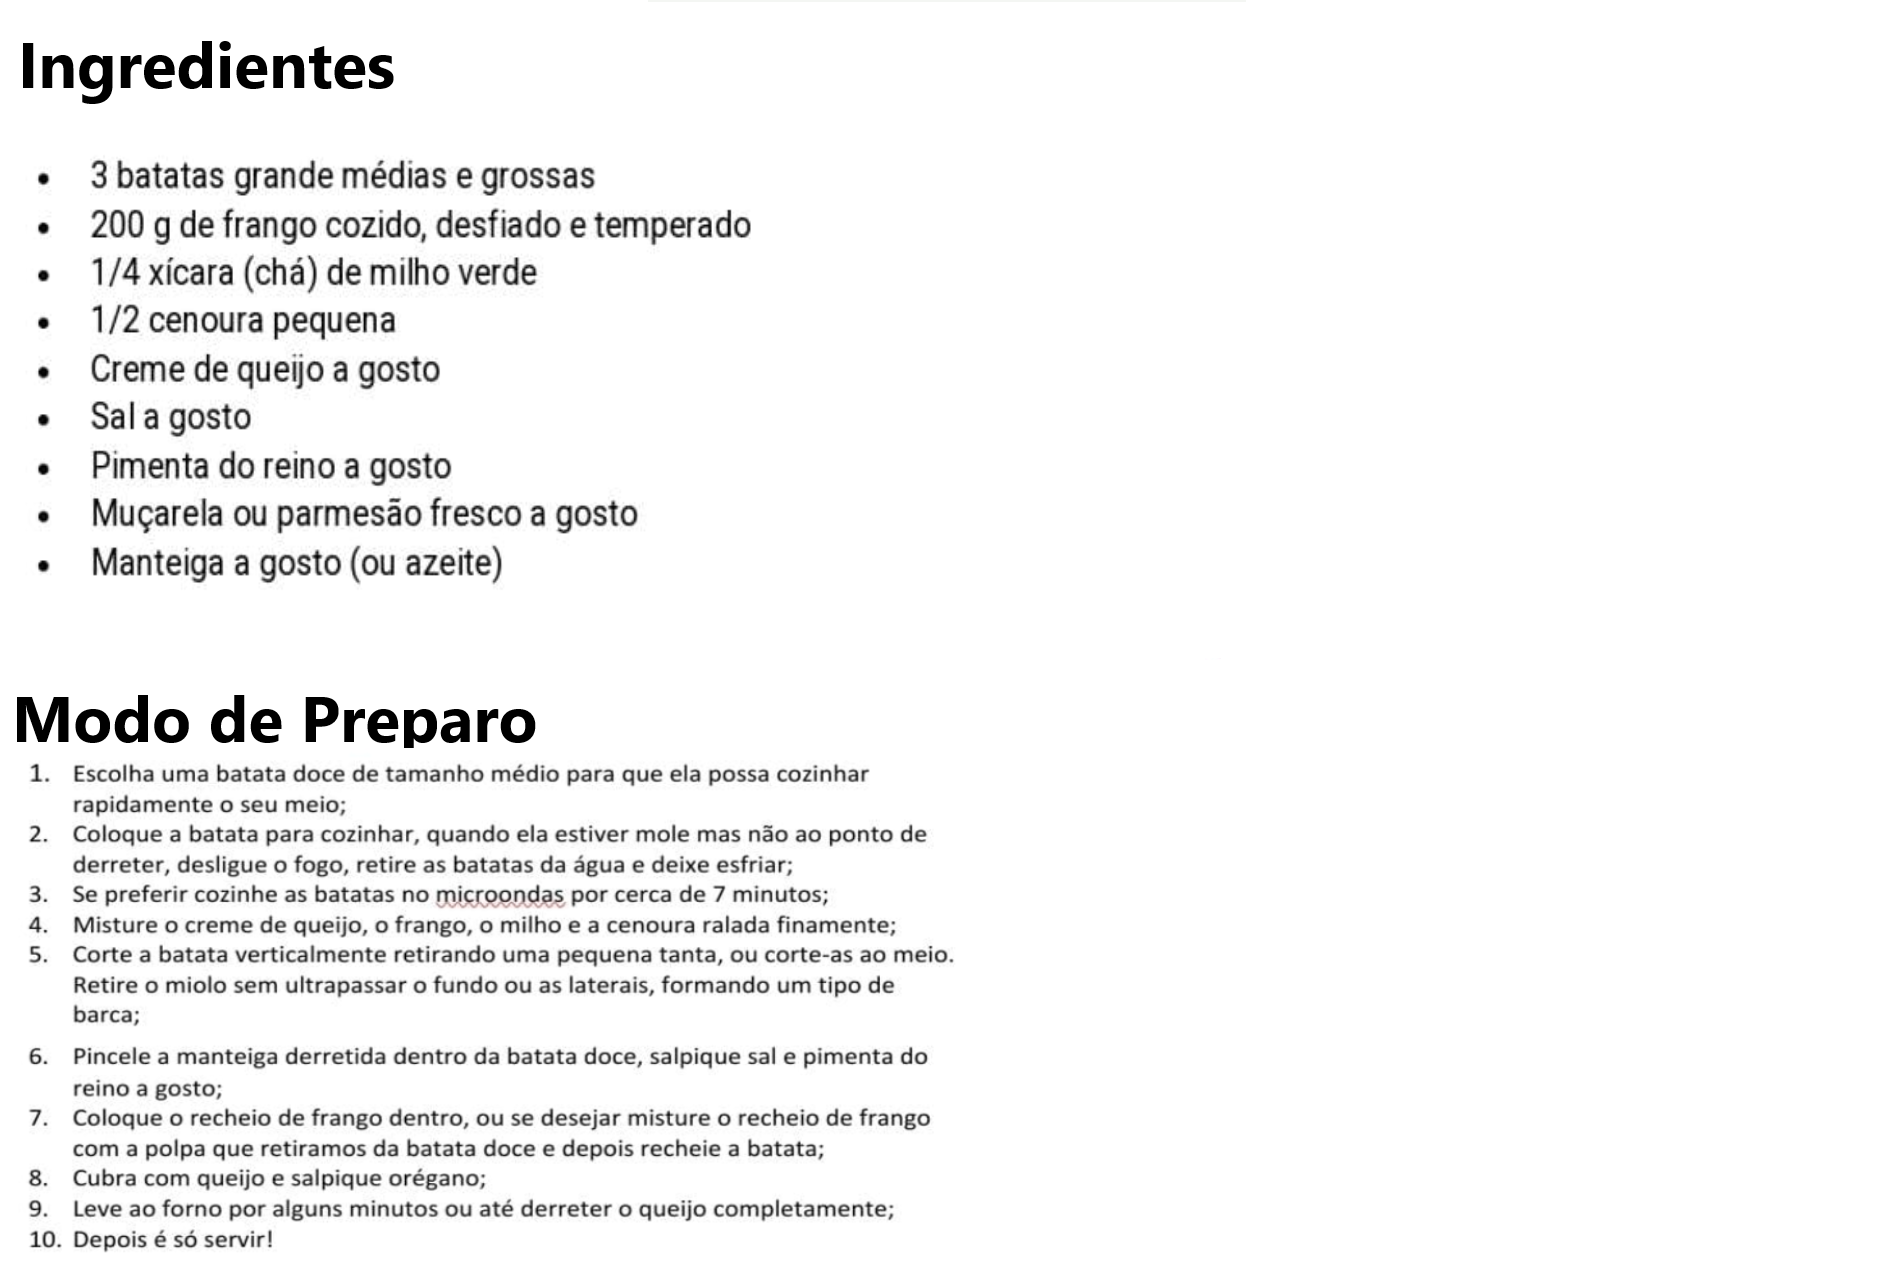 Ingredientes
• 3 batatas grande médias e grossas
• 200 g de frango cozido, desfiado e temperado
• 1/4 xícara (chá) de milho verde
• 1/2 cenoura pequena
• Creme de queijo a gosto
• Sal a gosto
• Pimenta do reino a gosto
• Muçarela ou parmesão fresco a gosto
• Manteiga a gosto (ou azeite)
Modo de Preparo
1. Escolha uma batata doce de tamanho médio para que ela possa cozinhar
rapidamente o seu meio;
2. Coloque a batata para cozinhar, quando ela estiver mole mas não ao ponto de
derreter, desligue o fogo, retire as batatas da água e deixe esfriar;
3. Se preferir cozinhe as batatas no microondas por cerca de 7 minutos;
4. Misture o creme de queijo, o frango, o milho e a cenoura ralada finamente;
5. Corte a batata verticalmente retirando uma pequena tanta, ou corte-as ao meio.
Retire o miolo sem ultrapassar o fundo ou as laterais, formando um tipo de
barca;
6. Pincele a manteiga derretida dentro da batata doce, salpique sal e pimenta do
reino a gosto;
7. Coloque o recheio de frango dentro, ou se desejar misture o recheio de frango
com a polpa que retiramos da batata doce e depois recheie a batata;
8. Cubra com queijo e salpique orégano;
9. Leve ao forno por alguns minutos ou até derreter o queijo completamente;
10. Depois é só servir!